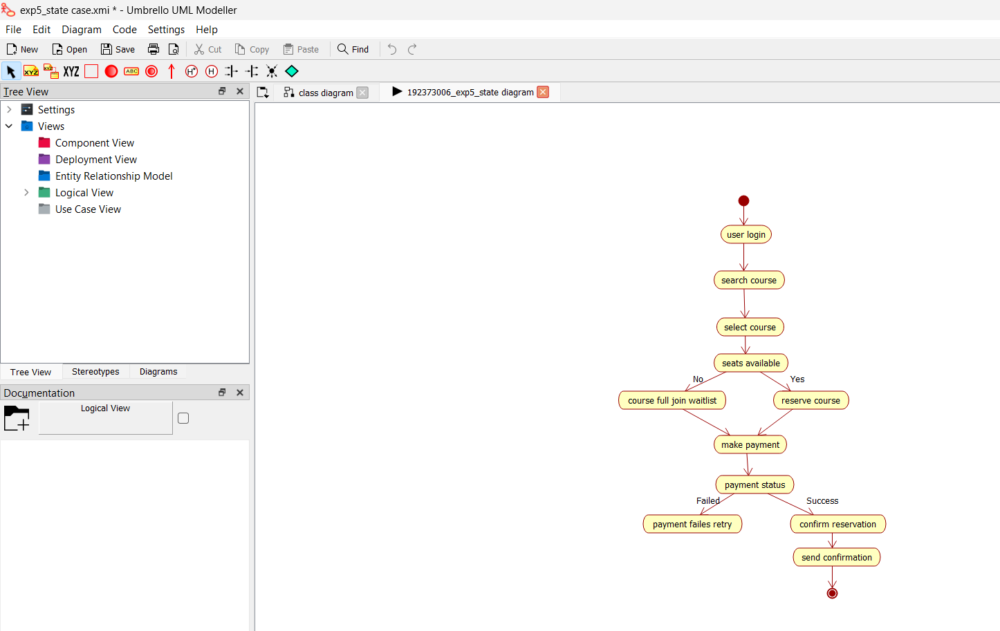 exp5_state case.xmi * - Umbrello UML Modeller
File Edit Diagram Code Settings Help
New Open Save Cut Copy Paste Find
XYZ XYZ XYZ ABC H* H
Tree View
class diagram 192373006_exp5_state diagram
Settings
Views
Component View
Deployment View
Entity Relationship Model
Logical View
Use Case View
Tree View Stereotypes Diagrams
Documentation
Logical View
user login
search course
select course
seats available
No Yes
course full join waitlist reserve course
make payment
payment status
Failed Success
payment failes retry confirm reservation
send confirmation